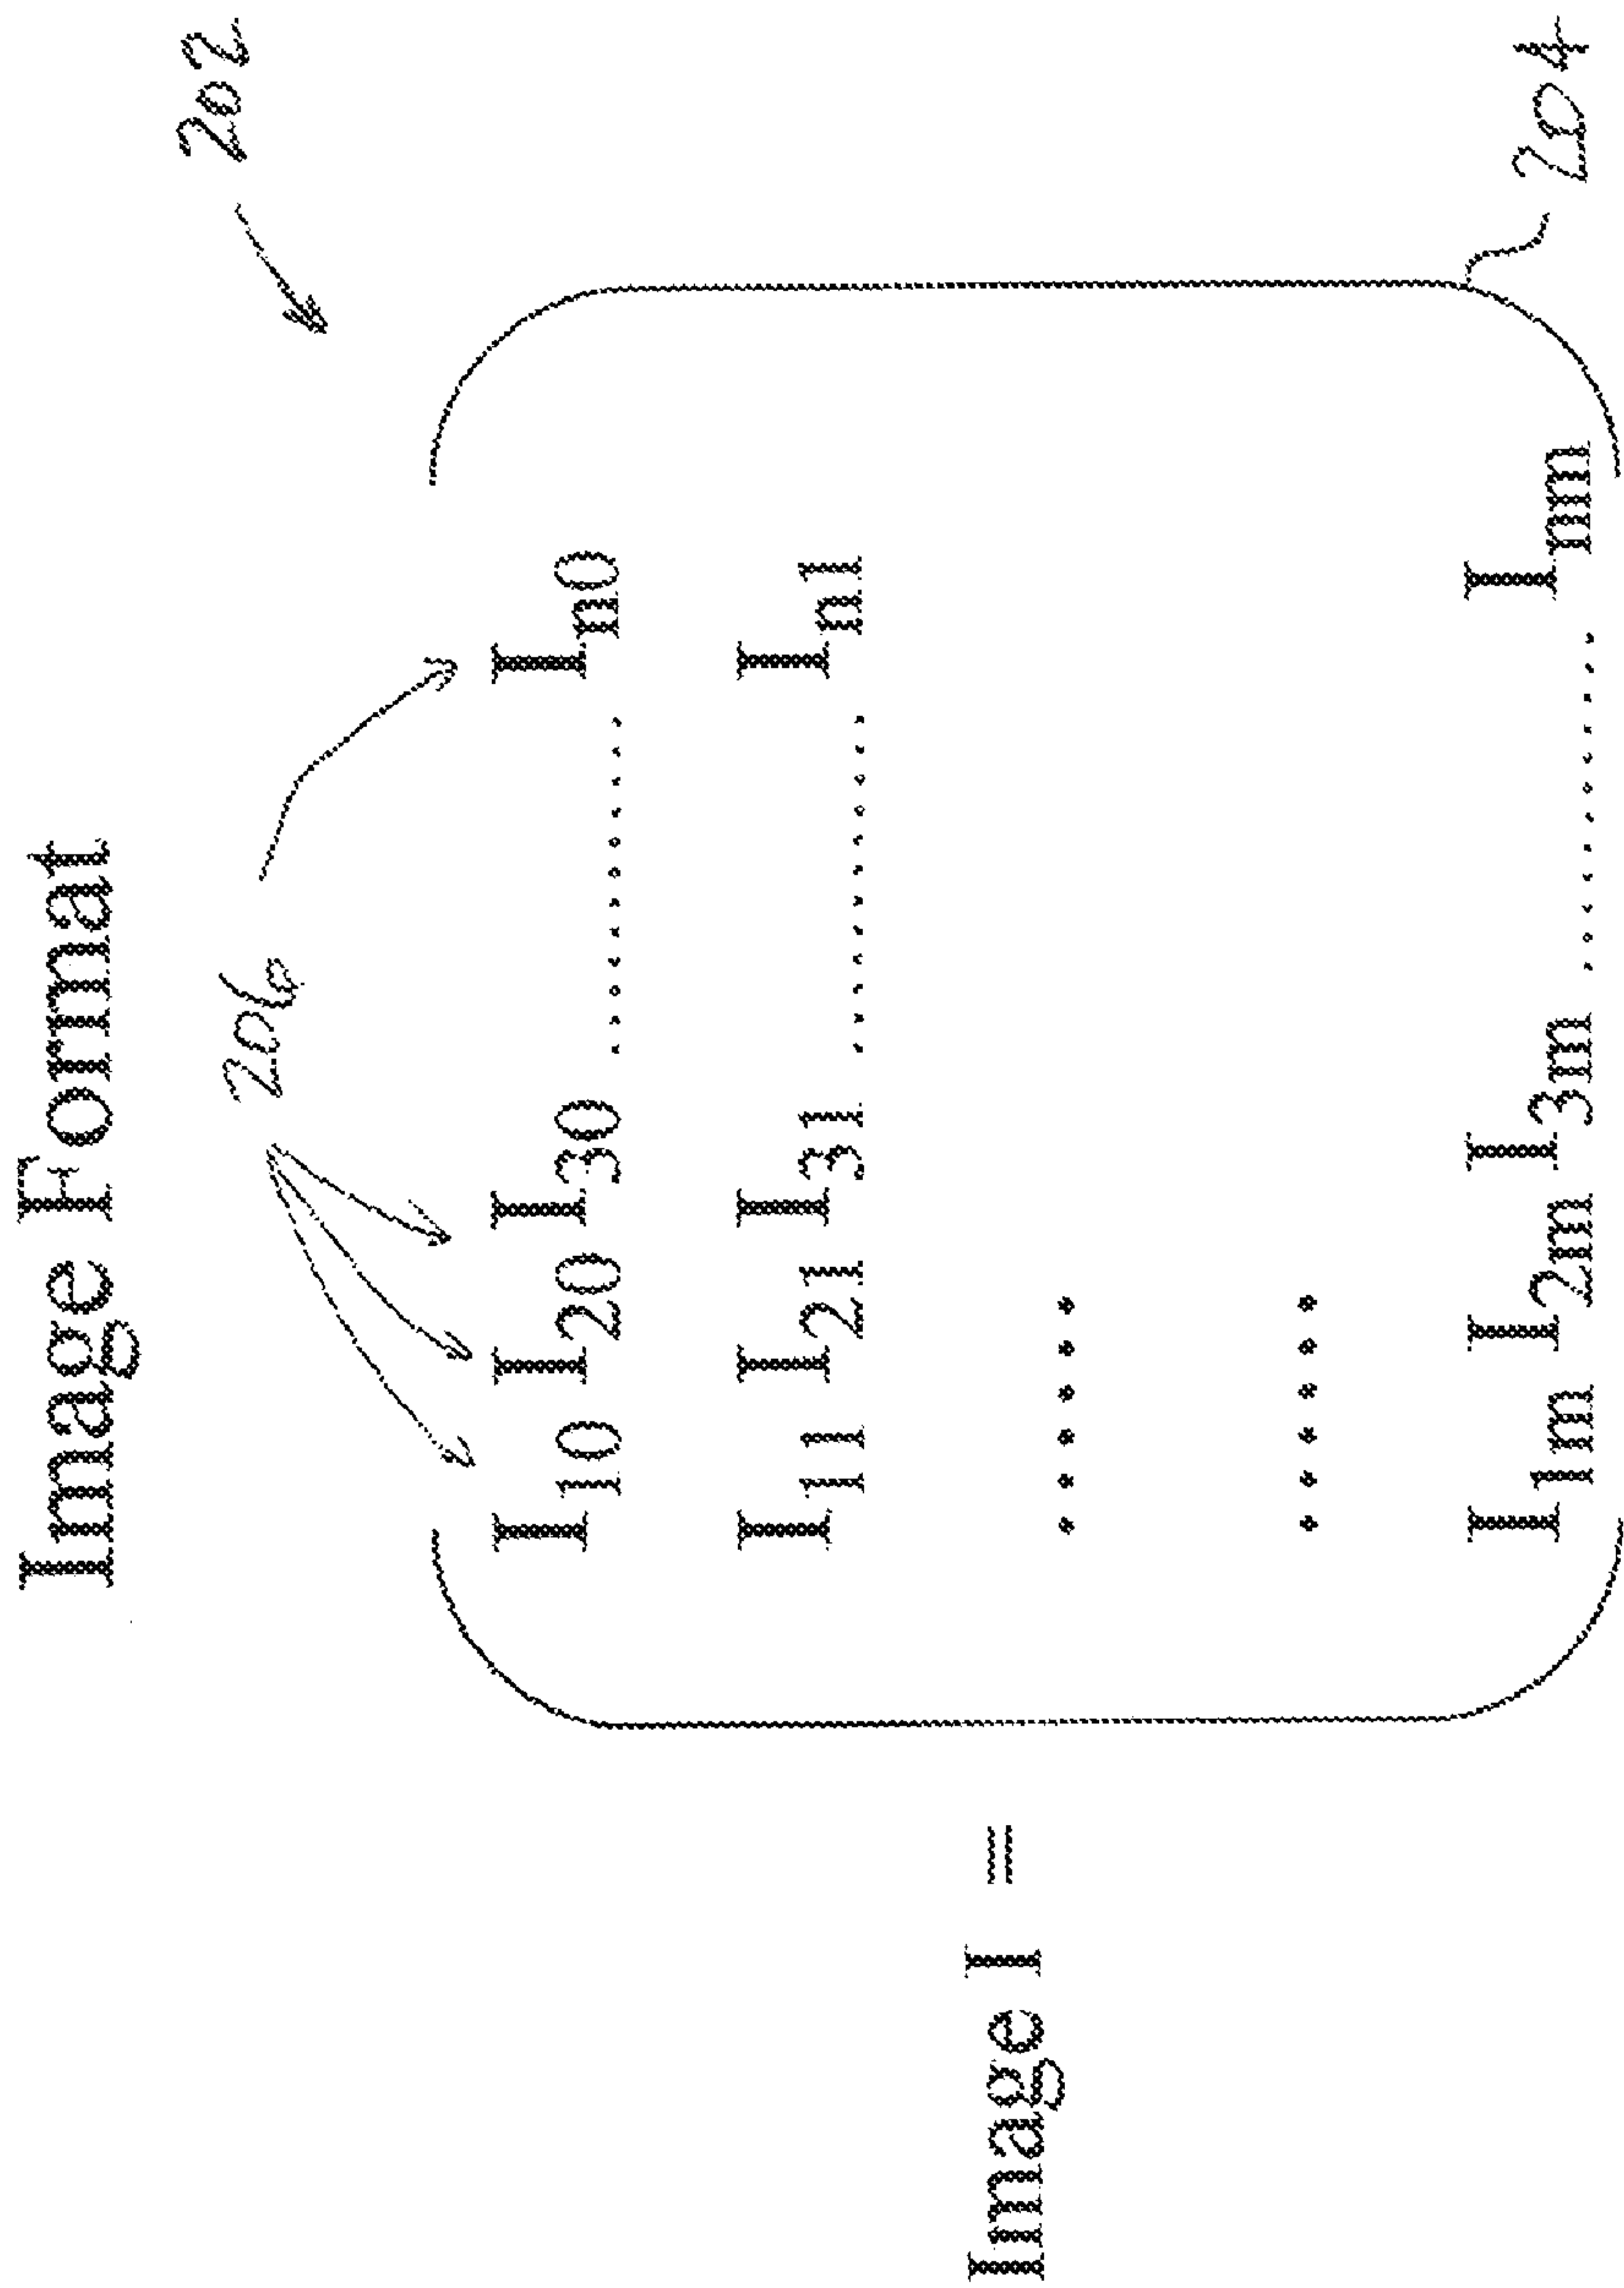 Image Format
202
206
I10 I20 I30 ............ In0
I11 I21 I31 ............ In1
Image I =
......
......
I1m I2m I3m ............ Inm
204